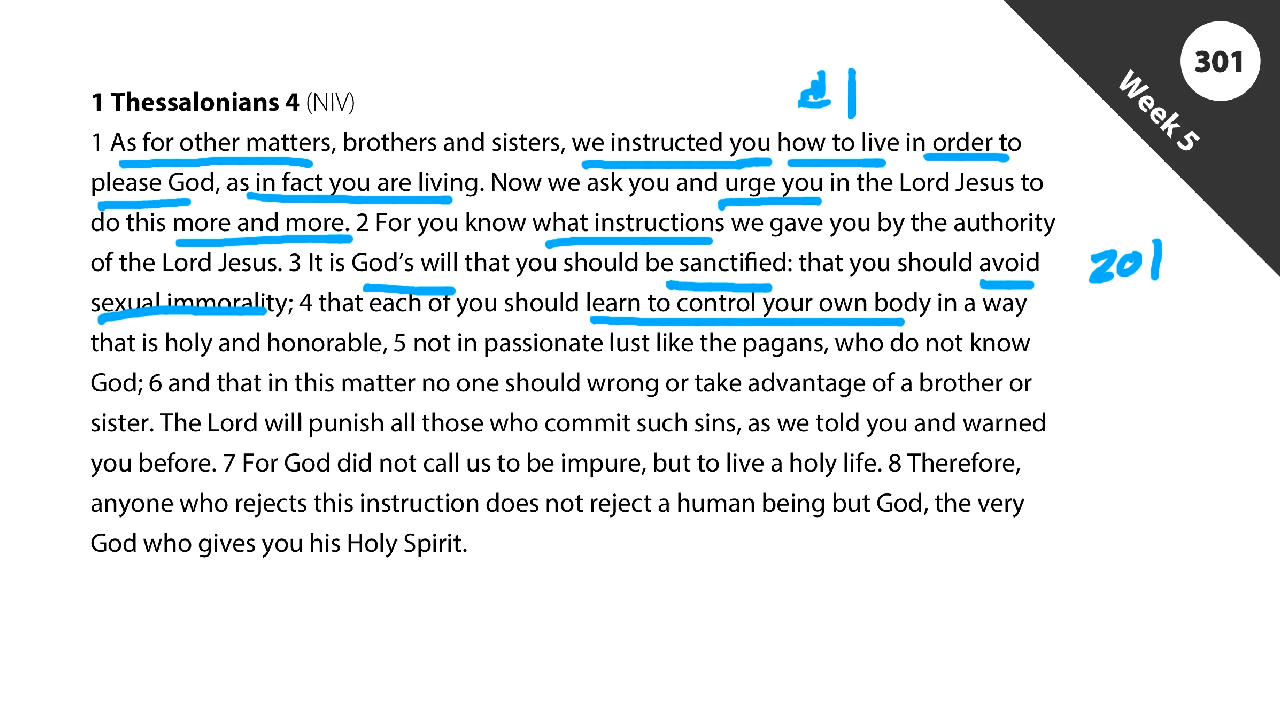 301
Week 5
1 Thessalonians 4 (NIV)
1 As for other matters, brothers and sisters, we instructed you how to live in order to
please God, as in fact you are living. Now we ask you and urge you in the Lord Jesus to
do this more and more. 2 For you know what instructions we gave you by the authority
of the Lord Jesus. 3 It is God’s will that you should be sanctified: that you should avoid
201
sexual immorality; 4 that each of you should learn to control your own body in a way
that is holy and honorable, 5 not in passionate lust like the pagans, who do not know
God; 6 and that in this matter no one should wrong or take advantage of a brother or
sister. The Lord will punish all those who commit such sins, as we told you and warned
you before. 7 For God did not call us to be impure, but to live a holy life. 8 Therefore,
anyone who rejects this instruction does not reject a human being but God, the very
God who gives you his Holy Spirit.